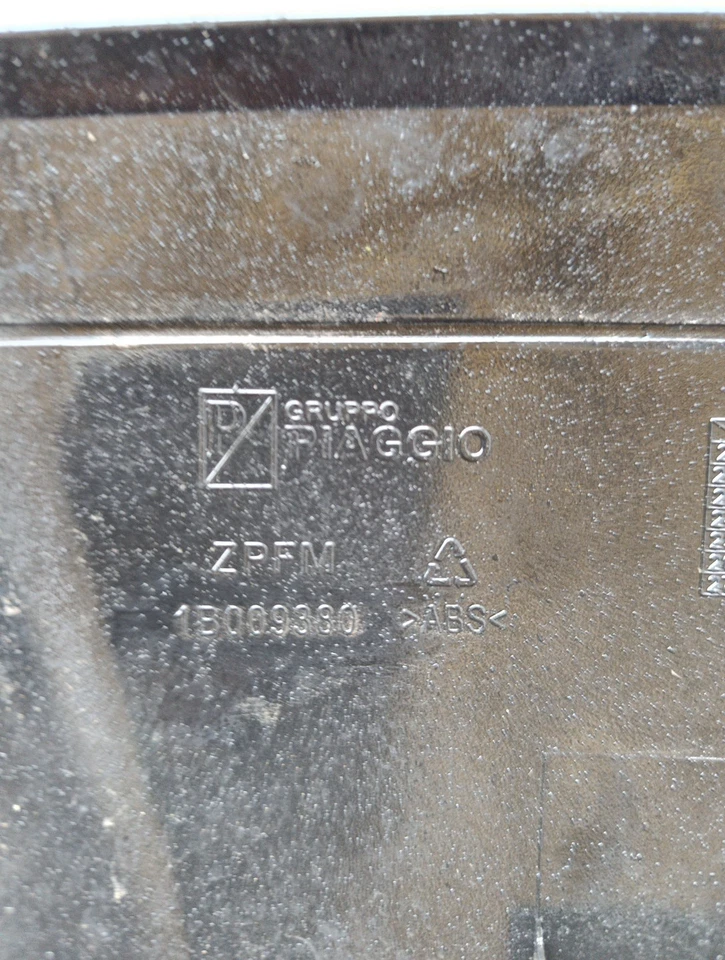 GRUPPO
PIAGGIO
ZPFM
1B009380 >ABS<